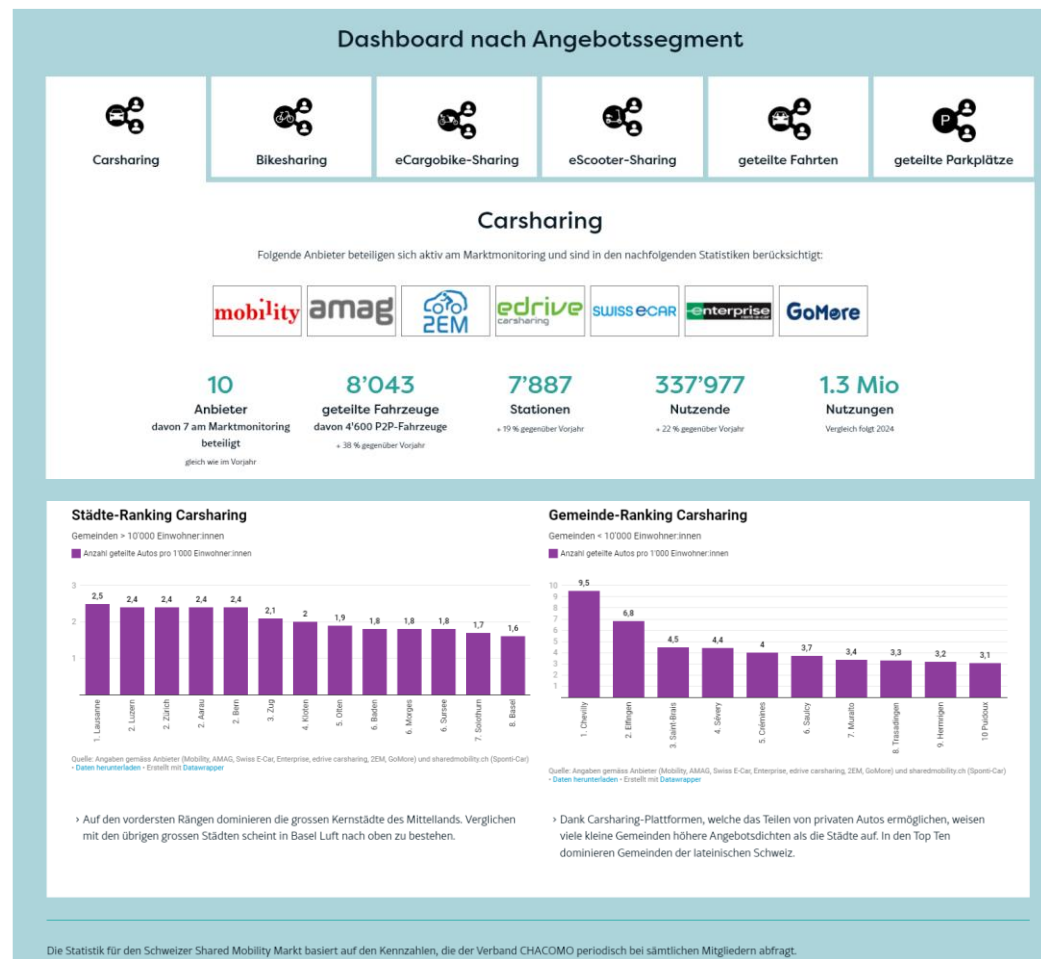 Dashboard nach Angebotssegment
Carsharing
Bikesharing
eCargobike-Sharing
eScooter-Sharing
geteilte Fahrten
geteilte Parkplätze
P
Carsharing
Folgende Anbieter beteiligen sich aktiv am Marktmonitoring und sind in den nachfolgenden Statistiken berücksichtigt:
mobility
amag
2EM
edrive
carsharing
SWISS eCAR
enterprise
GoMore
10
Anbieter
davon 7 am Marktmonitoring
beteiligt
gleich wie im Vorjahr
8'043
geteilte Fahrzeuge
davon 4'600 P2P-Fahrzeuge
+ 38 % gegenüber Vorjahr
7'887
Stationen
+ 19 % gegenüber Vorjahr
337'977
Nutzende
+ 22 % gegenüber Vorjahr
1.3 Mio
Nutzungen
Vergleich folgt 2024
Städte-Ranking Carsharing
Gemeinden > 10'000 Einwohner:innen
Anzahl geteilte Autos pro 1'000 Einwohner:innen
3
2
1
2,5
2,4
2,4
2,4
2,4
2,1
2
1,9
1,8
1,8
1,8
1,7
1,6
1. Lausanne
2. Luzern
2. Zürich
2. Aarau
2. Bern
3. Zug
4. Kloten
5. Olten
6. Baden
6. Morges
6. Sursee
7. Solothurn
8. Basel
Quelle: Angaben gemäss Anbieter (Mobility, AMAG, Swiss E-Car, Enterprise, edrive carsharing, 2EM, GoMore) und sharedmobility.ch (Sponti-Car)
• Daten herunterladen • Erstellt mit Datawrapper
› Auf den vordersten Rängen dominieren die grossen Kernstädte des Mittellands. Verglichen
mit den übrigen grossen Städten scheint in Basel Luft nach oben zu bestehen.
Gemeinde-Ranking Carsharing
Gemeinden < 10'000 Einwohner:innen
Anzahl geteilte Autos pro 1'000 Einwohner:innen
10
9
8
7
6
5
4
3
2
1
9,5
6,8
4,5
4,4
4
3,7
3,4
3,3
3,2
3,1
1. Chevilly
2. Elfingen
3. Saint-Brais
4. Sévery
5. Crémines
6. Saulcy
7. Muralto
8. Trasadingen
9. Hermrigen
10 Puidoux
Quelle: Angaben gemäss Anbieter (Mobility, AMAG, Swiss E-Car, Enterprise, edrive carsharing, 2EM, GoMore) und sharedmobility.ch (Sponti-Car)
• Daten herunterladen • Erstellt mit Datawrapper
› Dank Carsharing-Plattformen, welche das Teilen von privaten Autos ermöglichen, weisen
viele kleine Gemeinden höhere Angebotsdichten als die Städte auf. In den Top Ten
dominieren Gemeinden der lateinischen Schweiz.
Die Statistik für den Schweizer Shared Mobility Markt basiert auf den Kennzahlen, die der Verband CHACOMO periodisch bei sämtlichen Mitgliedern abfragt.